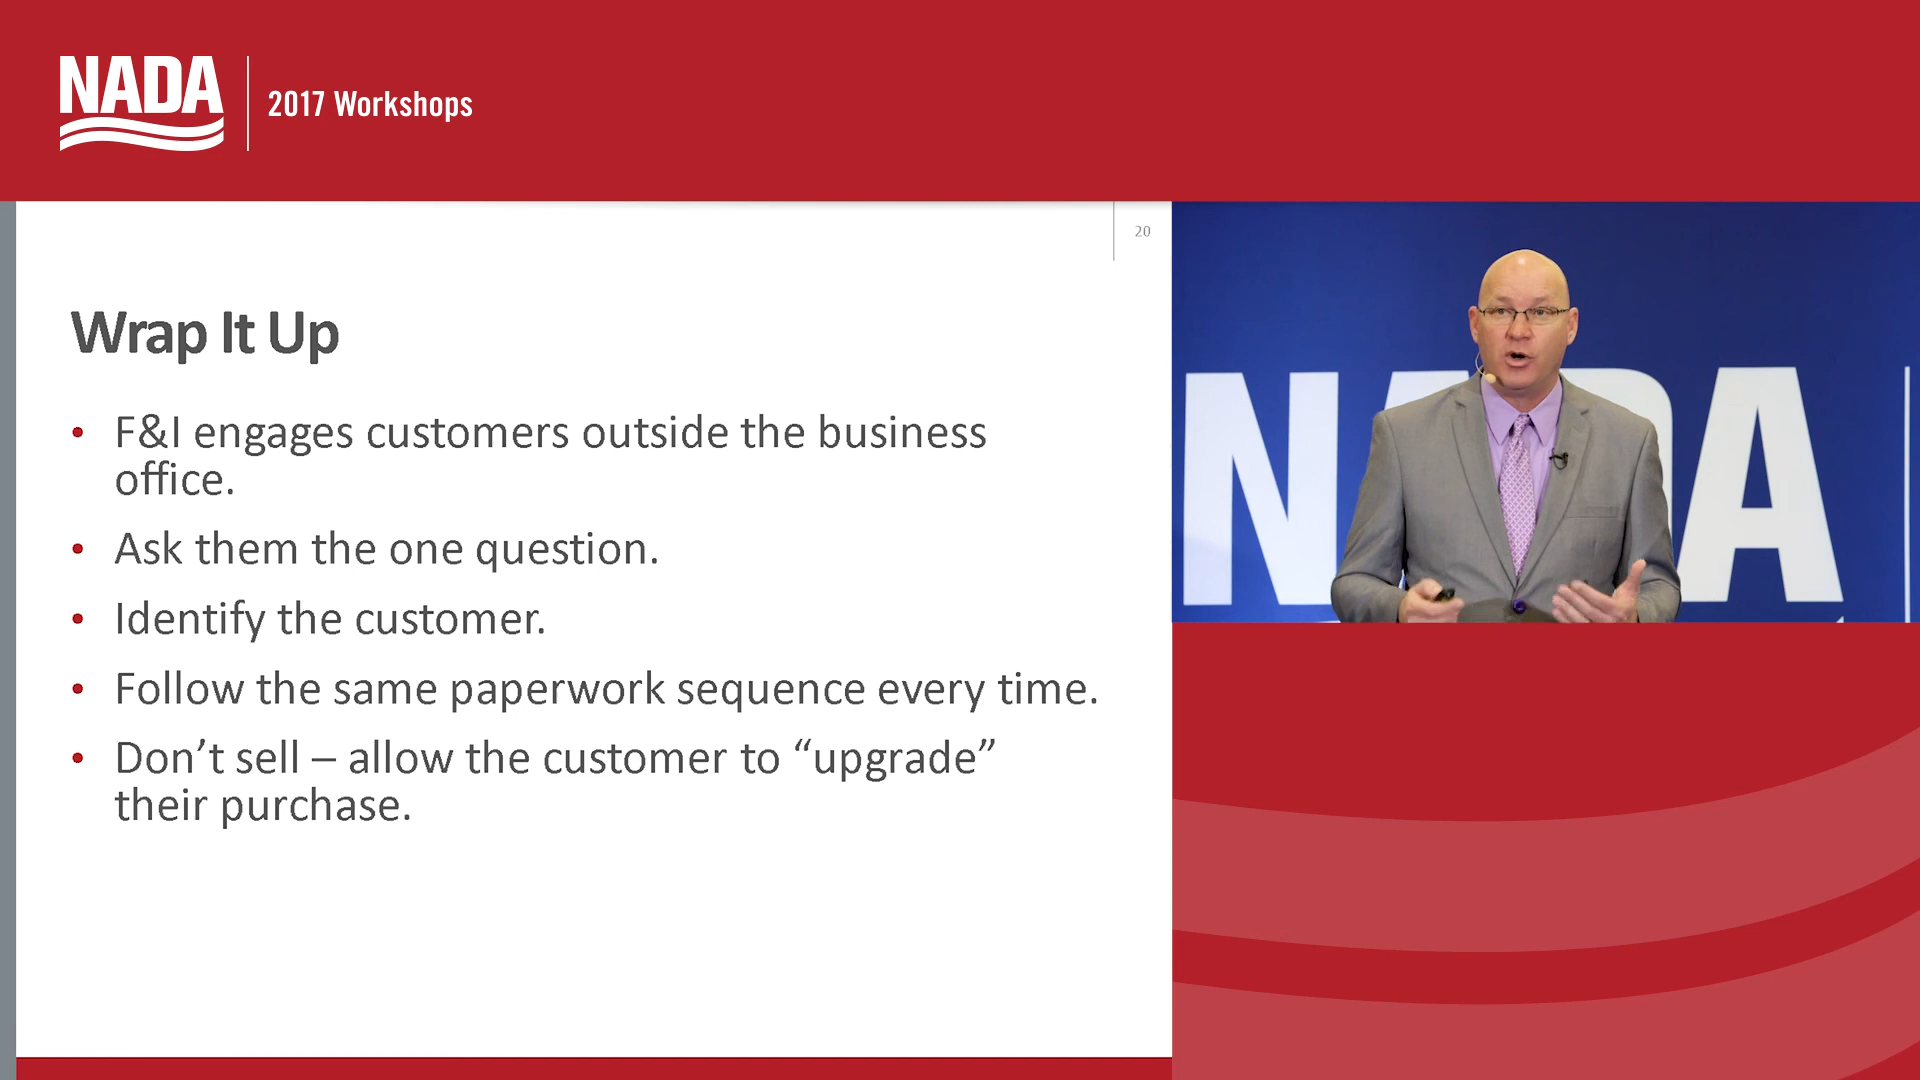 NADA
2017 Workshops
20
Wrap It Up
• F&I engages customers outside the business
office.
• Ask them the one question.
• Identify the customer.
• Follow the same paperwork sequence every time.
• Don’t sell – allow the customer to “upgrade”
their purchase.
NADA